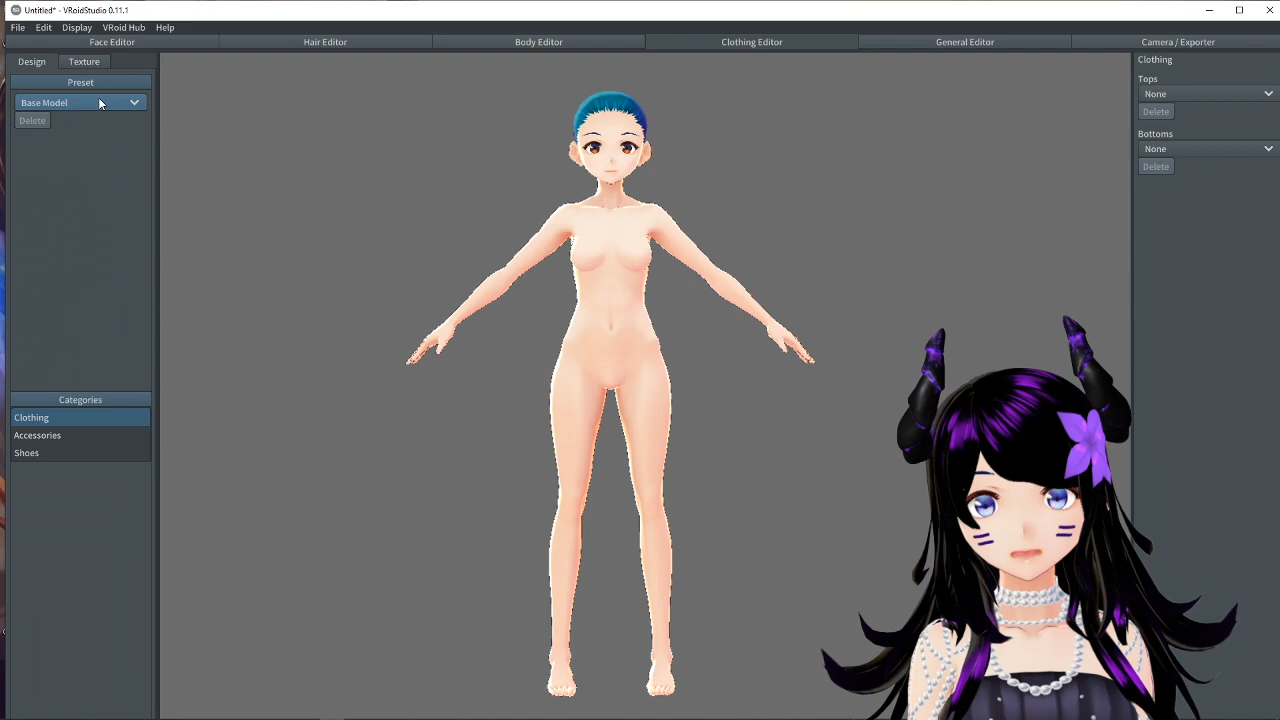 Untitled* - VRoidStudio 0.11.1
File Edit Display VRoid Hub Help
Face Editor Hair Editor Body Editor Clothing Editor General Editor Camera / Exporter
Design Texture
Preset
Base Model
Delete
Categories
Clothing
Accessories
Shoes
Clothing
Tops
None
Delete
Bottoms
None
Delete